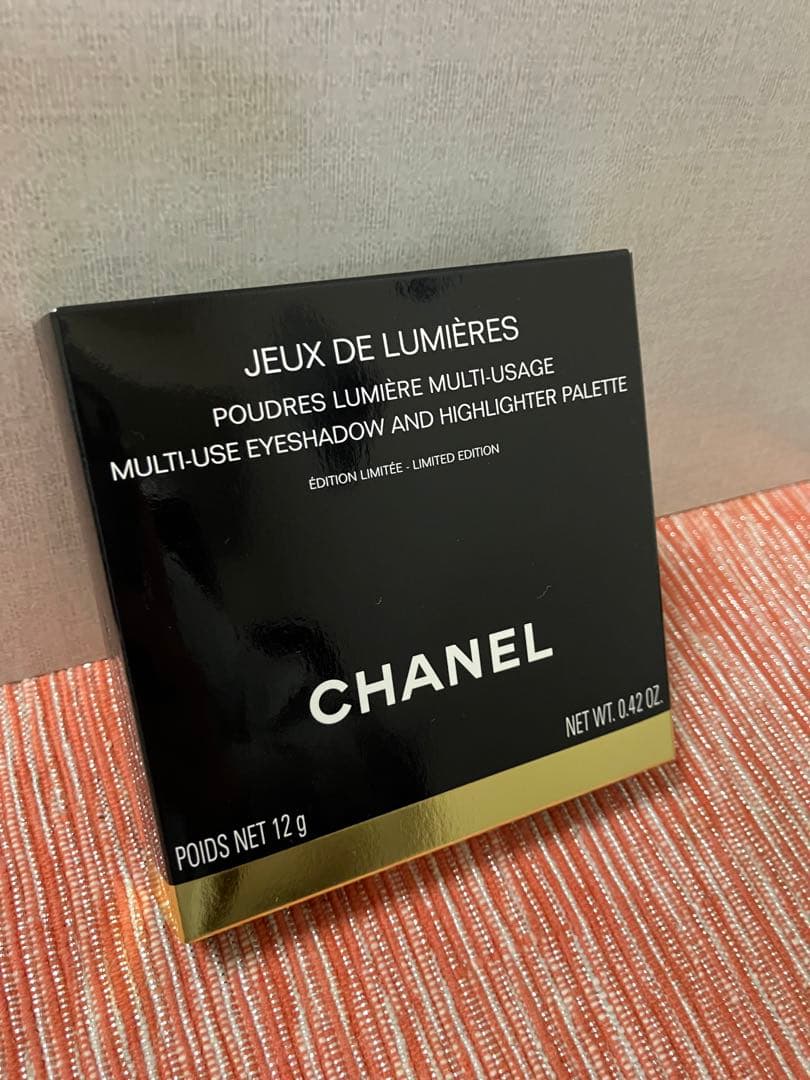 JEUX DE LUMIÈRES
POUDRES LUMIÈRE MULTI-USAGE
MULTI-USE EYESHADOW AND HIGHLIGHTER PALETTE
ÉDITION LIMITÉE - LIMITED EDITION
CHANEL
NET WT. 0.42 OZ.
POIDS NET 12 g